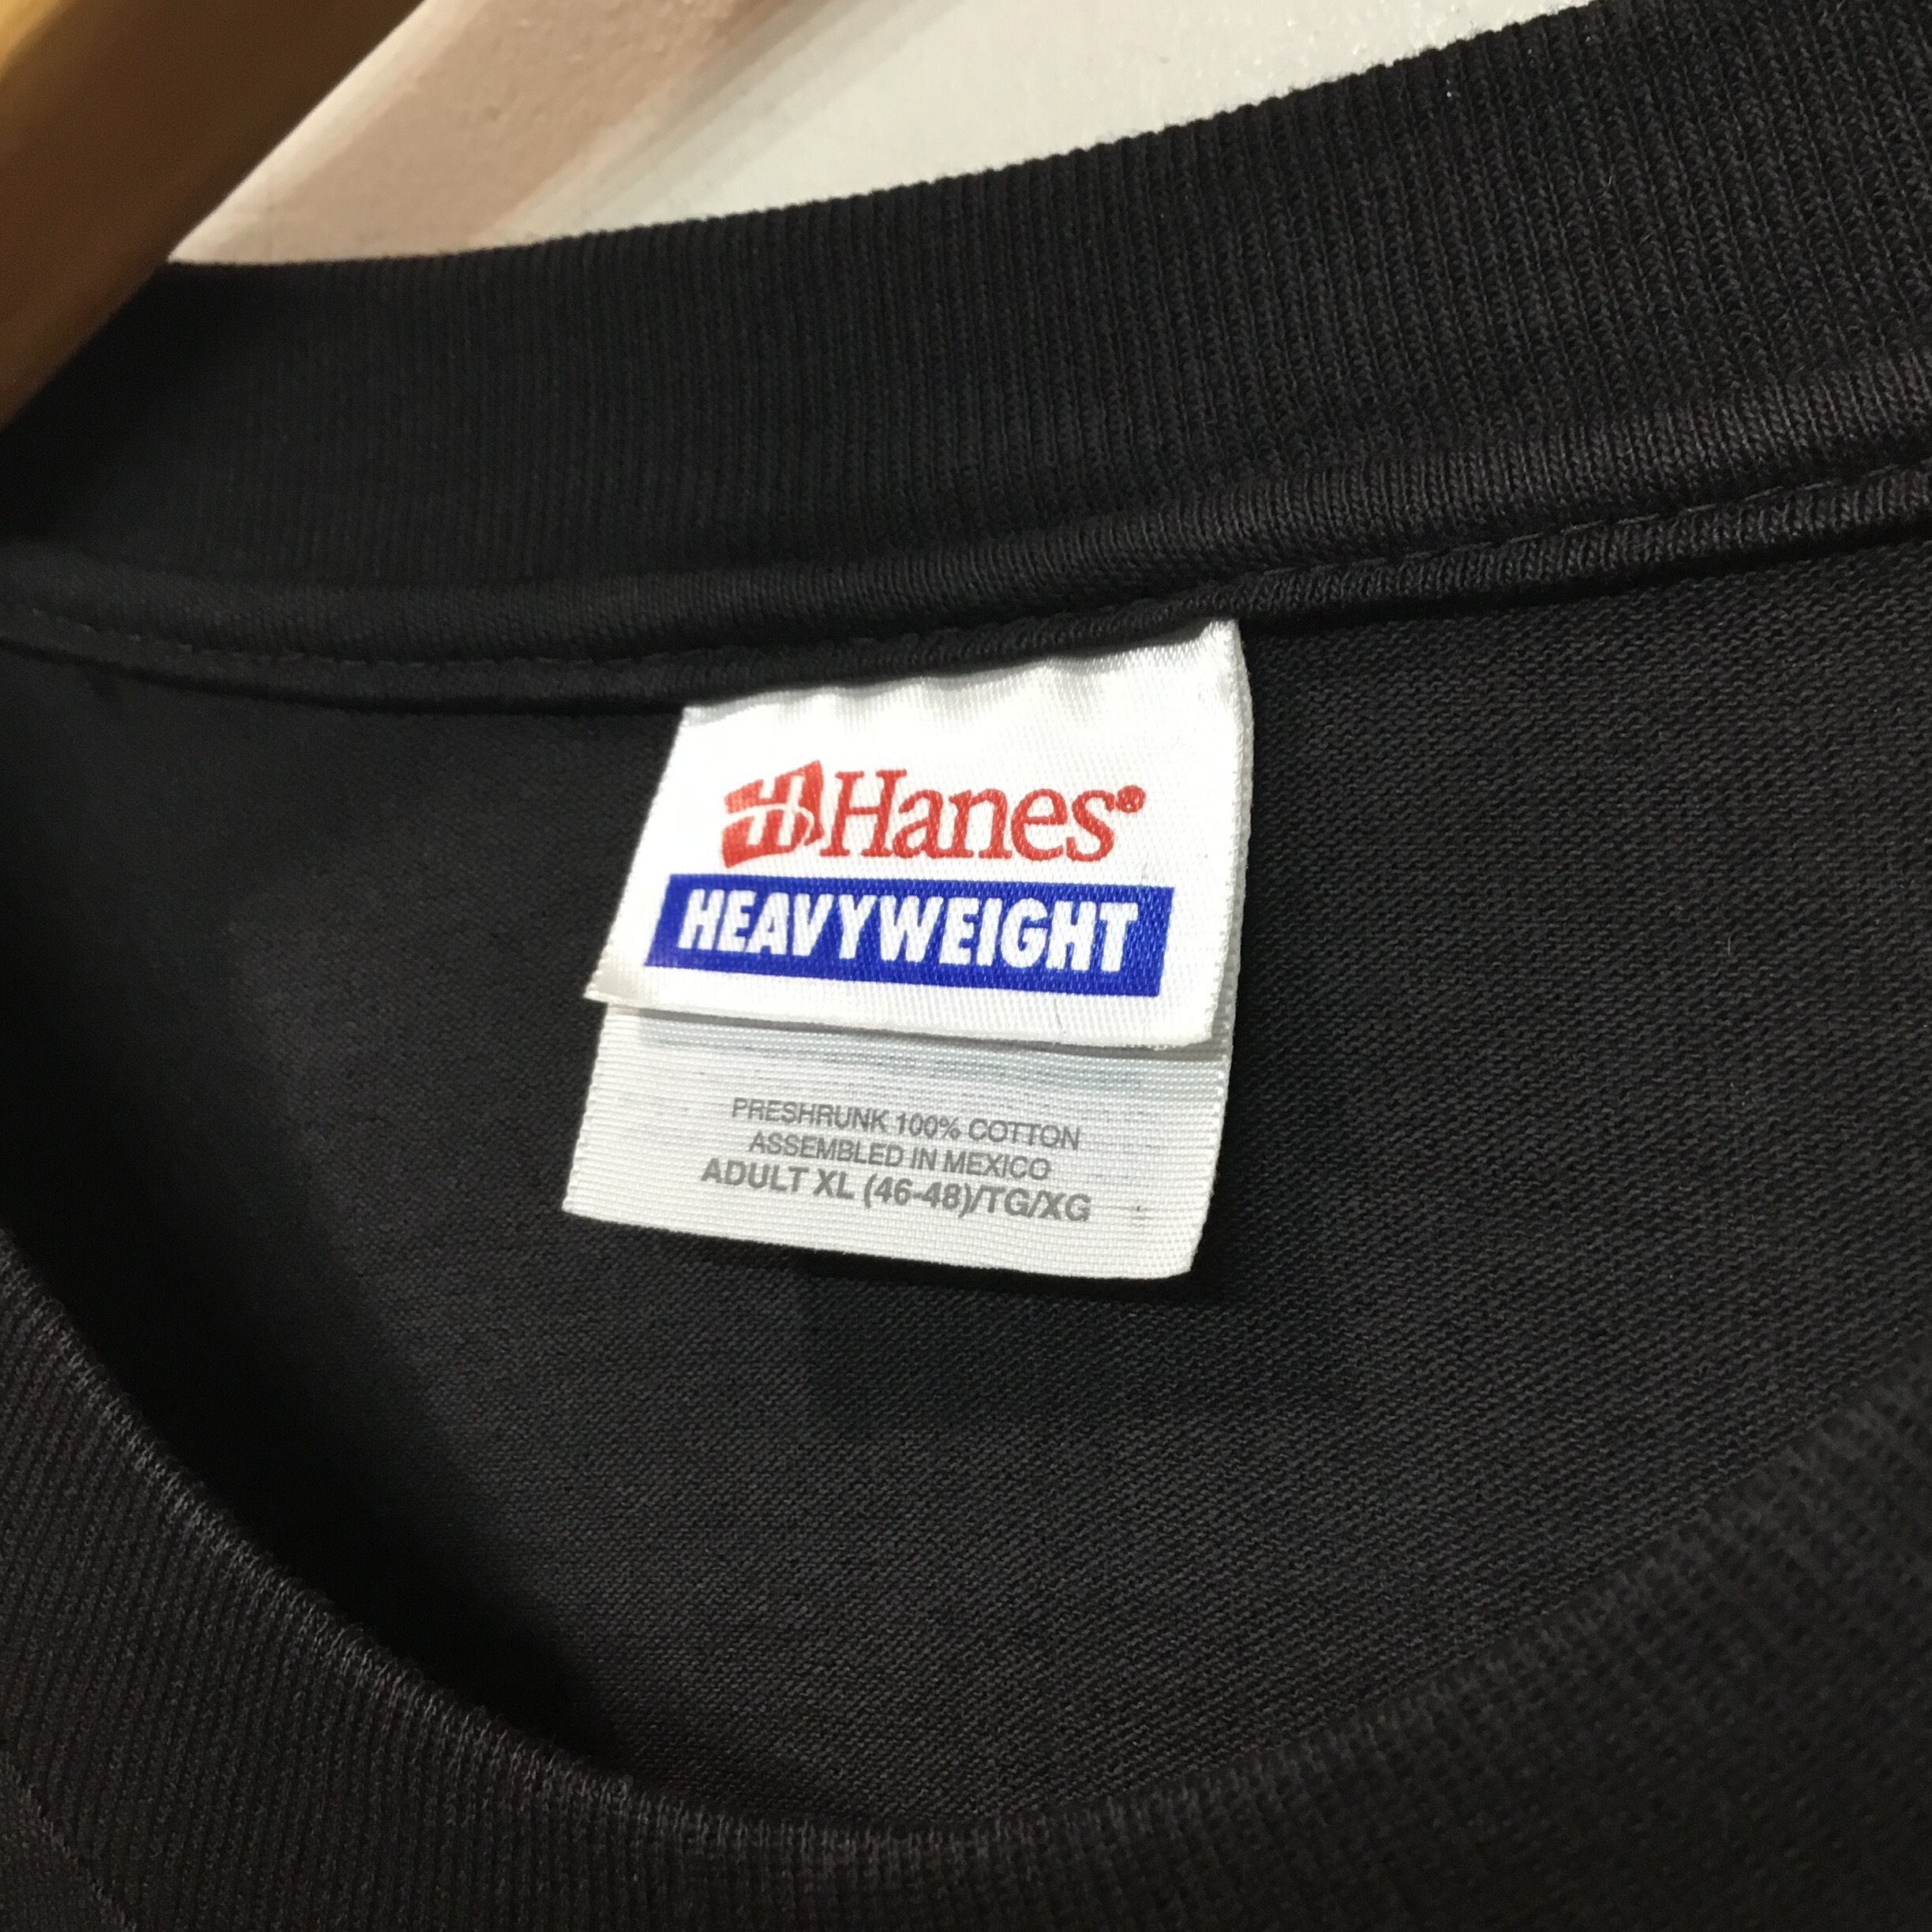 Hanes®
HEAVYWEIGHT
PRESHRUNK 100% COTTON
ASSEMBLED IN MEXICO
ADULT XL (46-48)/TG/XG